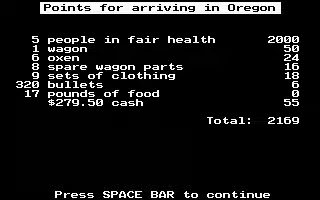 Points for arriving in Oregon
5 people in fair health 2000
1 wagon 50
6 oxen 24
8 spare wagon parts 16
9 sets of clothing 18
320 bullets 6
17 pounds of food 0
$279.50 cash 55
Total: 2169
Press SPACE BAR to continue